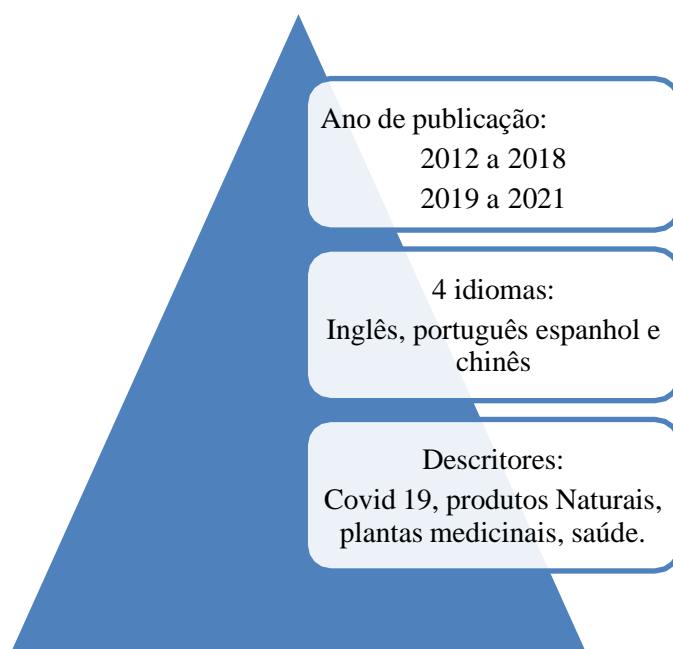 Ano de publicação:
2012 a 2018
2019 a 2021
4 idiomas:
Inglês, português espanhol e
chinês
Descritores:
Covid 19, produtos Naturais,
plantas medicinais, saúde.